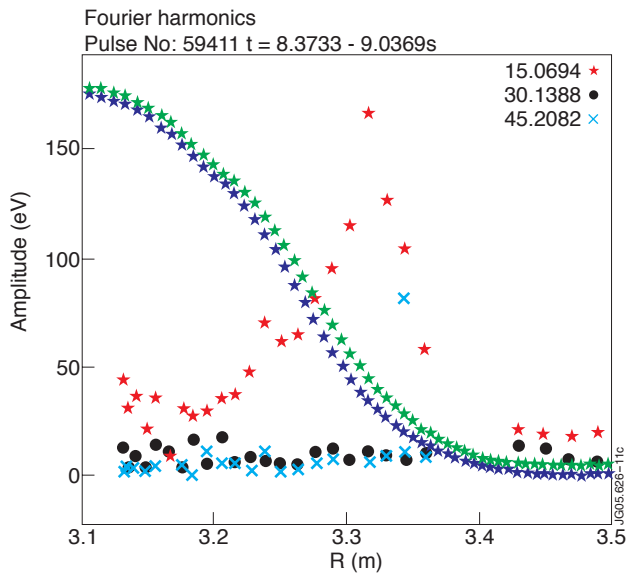 Fourier harmonics
Pulse No: 59411 t = 8.3733 - 9.0369s
15.0694
30.1388
45.2082
150
100
50
0
Amplitude (eV)
3.1
3.2
3.3
3.4
3.5
R (m)
JG05.626-11c